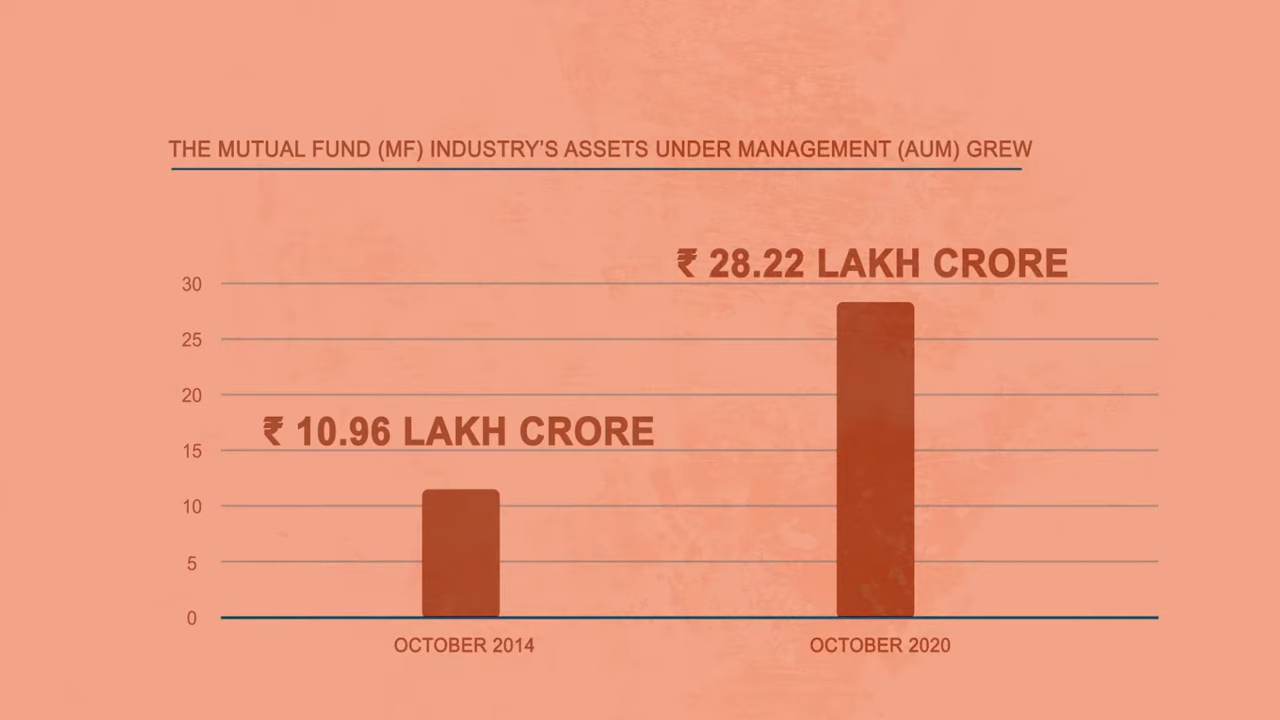 THE MUTUAL FUND (MF) INDUSTRY'S ASSETS UNDER MANAGEMENT (AUM) GREW
₹ 28.22 LAKH CRORE
30
25
20
₹ 10.96 LAKH CRORE
15
10
5
0
OCTOBER 2014
OCTOBER 2020